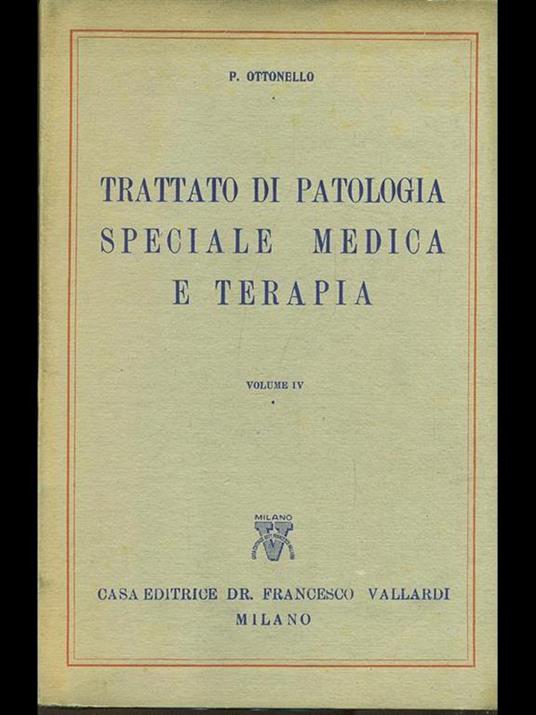 P. OTTONELLO
TRATTATO DI PATOLOGIA
SPECIALE MEDICA
E TERAPIA
VOLUME IV
MILANO
V
CASA EDITRICE DR. FRANCESCO VALLARDI
MILANO